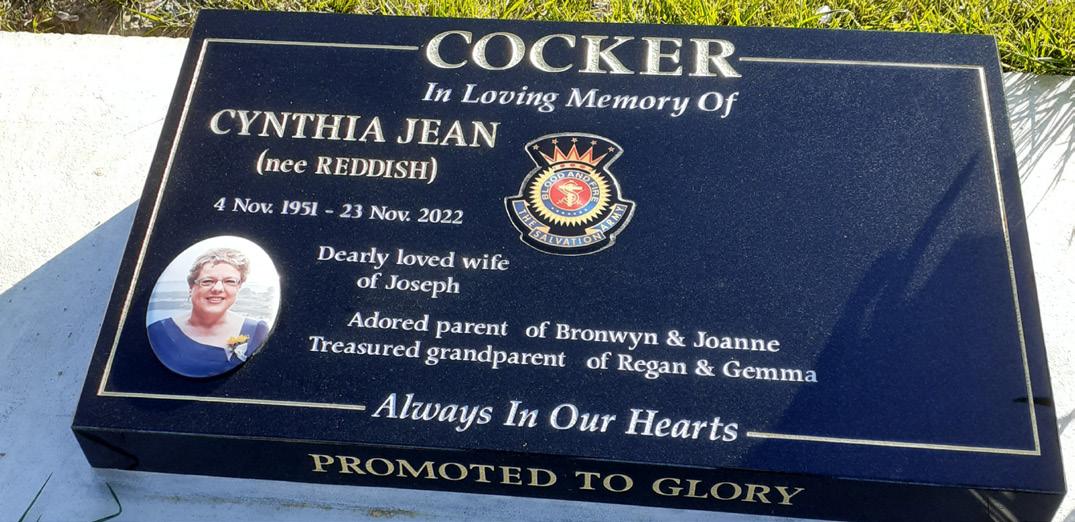 COCKER
In Loving Memory Of
CYNTHIA JEAN
(nee REDDISH)
4 Nov. 1951 - 23 Nov. 2022
BLOOD AND FIRE
THE SALVATION ARMY
Dearly loved wife
of Joseph
Adored parent of Bronwyn & Joanne
Treasured grandparent of Regan & Gemma
Always In Our Hearts
PROMOTED TO GLORY